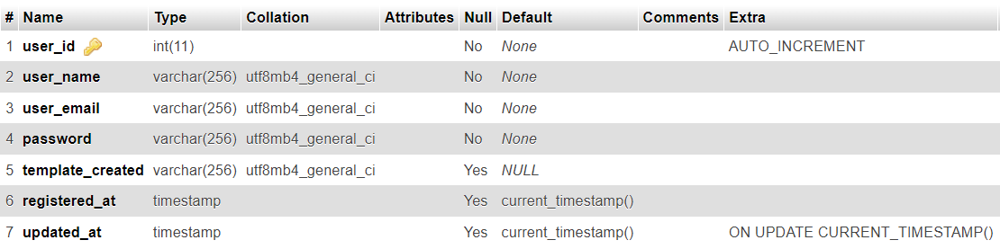 # Name Type Collation Attributes Null Default Comments Extra
1 user_id int(11) No None AUTO_INCREMENT
2 user_name varchar(256) utf8mb4_general_ci No None
3 user_email varchar(256) utf8mb4_general_ci No None
4 password varchar(256) utf8mb4_general_ci No None
5 template_created varchar(256) utf8mb4_general_ci Yes NULL
6 registered_at timestamp Yes current_timestamp()
7 updated_at timestamp Yes current_timestamp() ON UPDATE CURRENT_TIMESTAMP()